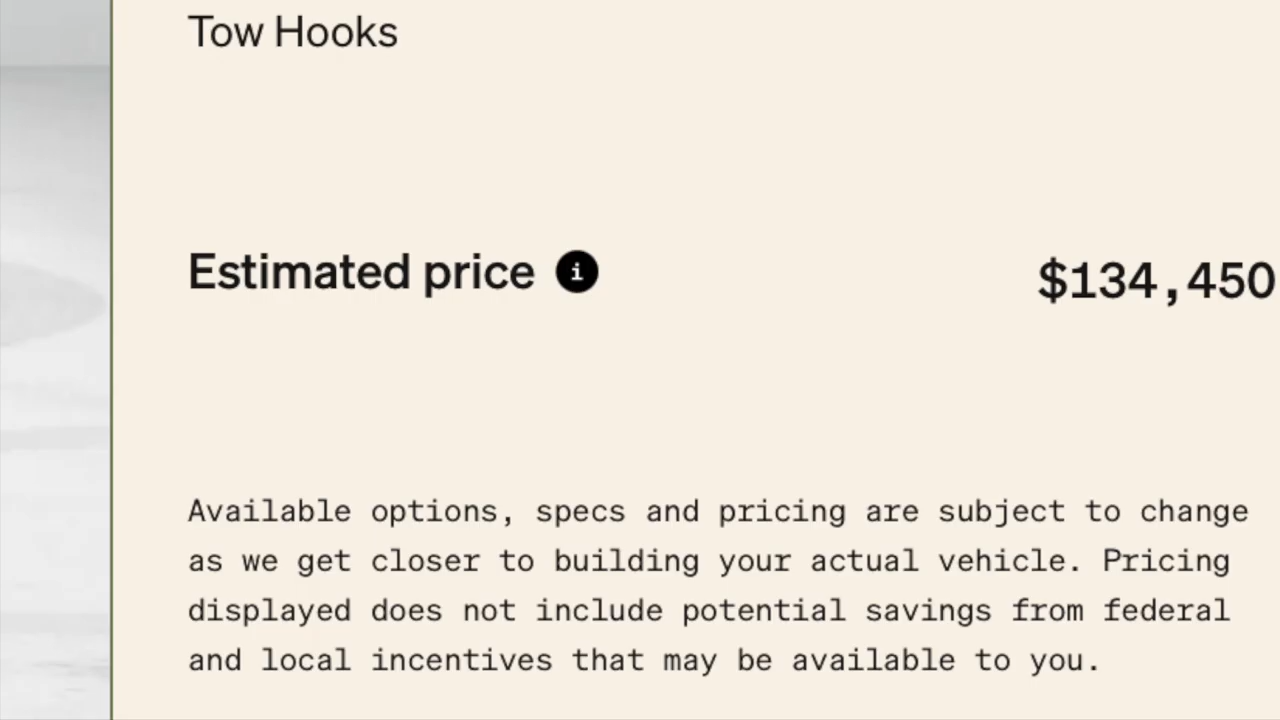 Tow Hooks
Estimated price i $134,450
Available options, specs and pricing are subject to change
as we get closer to building your actual vehicle. Pricing
displayed does not include potential savings from federal
and local incentives that may be available to you.